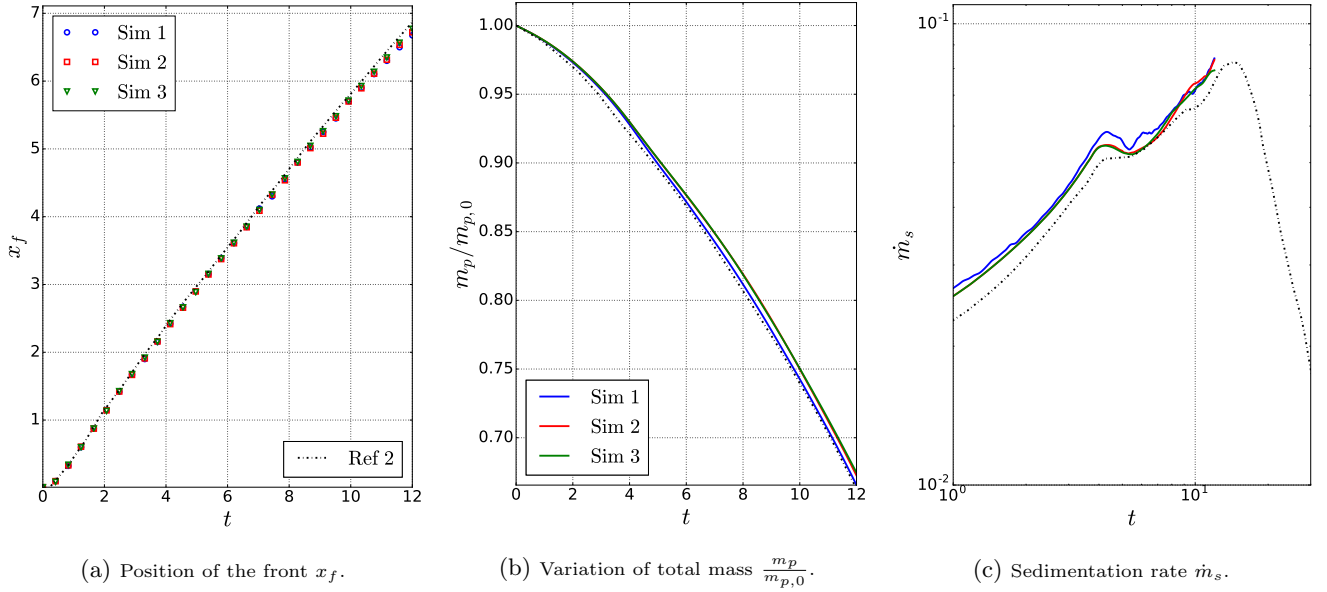 7
6
5
4
3
2
1
0 2 4 6 8 10 12
x_f
t
Sim 1
Sim 2
Sim 3
Ref 2
(a) Position of the front x_f.
1.00
0.95
0.90
0.85
0.80
0.75
0.70
0 2 4 6 8 10 12
m_p/m_{p,0}
t
Sim 1
Sim 2
Sim 3
(b) Variation of total mass \frac{m_p}{m_{p,0}}.
10^{-1}
10^{-2}
10^0 10^1
ṁ_s
t
(c) Sedimentation rate ṁ_s.